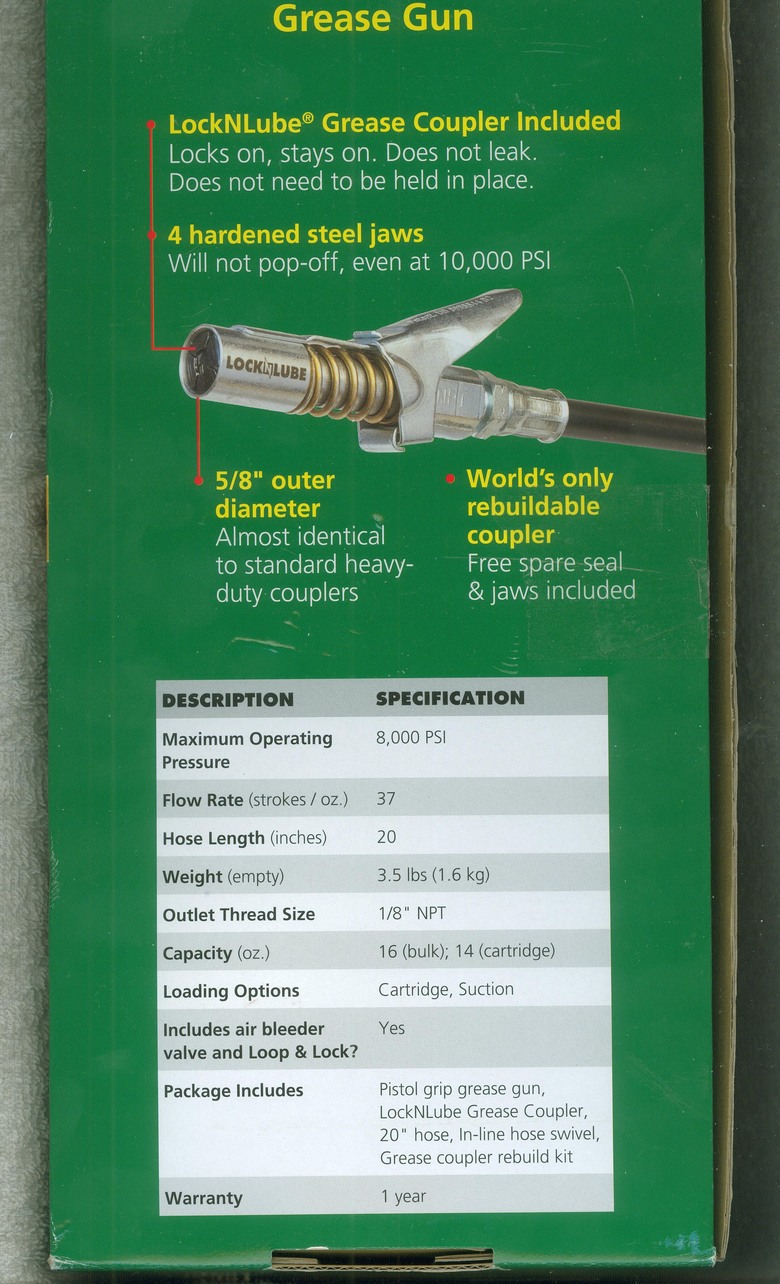 Grease Gun
LockNLube® Grease Coupler Included
Locks on, stays on. Does not leak.
Does not need to be held in place.
4 hardened steel jaws
Will not pop-off, even at 10,000 PSI
LOCKNLUBE
5/8" outer
diameter
Almost identical
to standard heavy-
duty couplers
World's only
rebuildable
coupler
Free spare seal
& jaws included
DESCRIPTION SPECIFICATION
Maximum Operating
Pressure
8,000 PSI
Flow Rate (strokes / oz.) 37
Hose Length (inches) 20
Weight (empty) 3.5 lbs (1.6 kg)
Outlet Thread Size 1/8" NPT
Capacity (oz.) 16 (bulk); 14 (cartridge)
Loading Options Cartridge, Suction
Includes air bleeder
valve and Loop & Lock?
Yes
Package Includes
Pistol grip grease gun,
LockNLube Grease Coupler,
20" hose, In-line hose swivel,
Grease coupler rebuild kit
Warranty 1 year